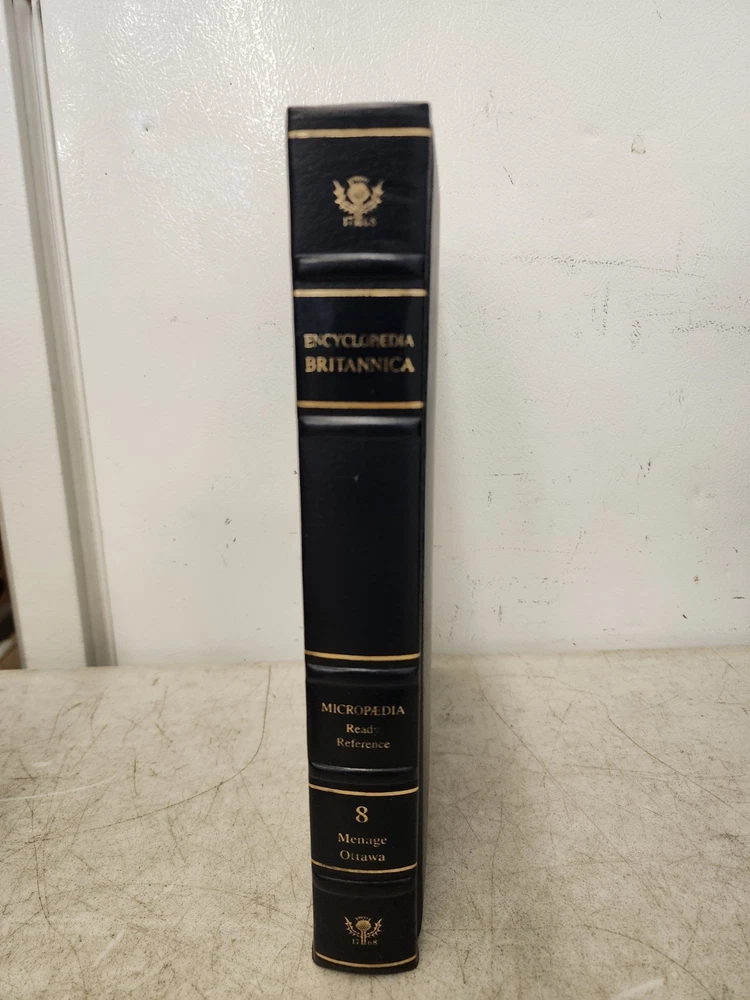 1768
ENCYCLOPÆDIA
BRITANNICA
MICROPÆDIA
Ready
Reference
8
Menage
Ottawa
1768